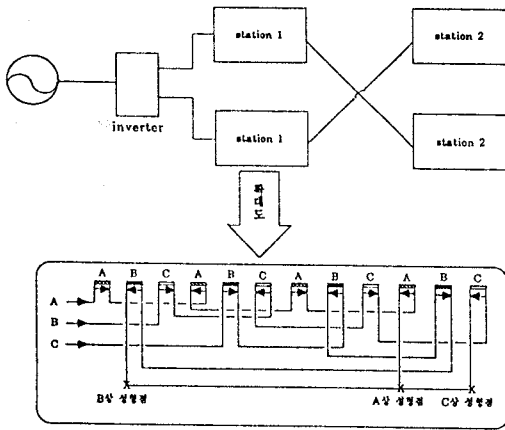 station 1
station 2
inverter
station 1
station 2
확대도
A B C A B C A B C A B C
A
B
C
B상 성형점
A상 성형점
C상 성형점